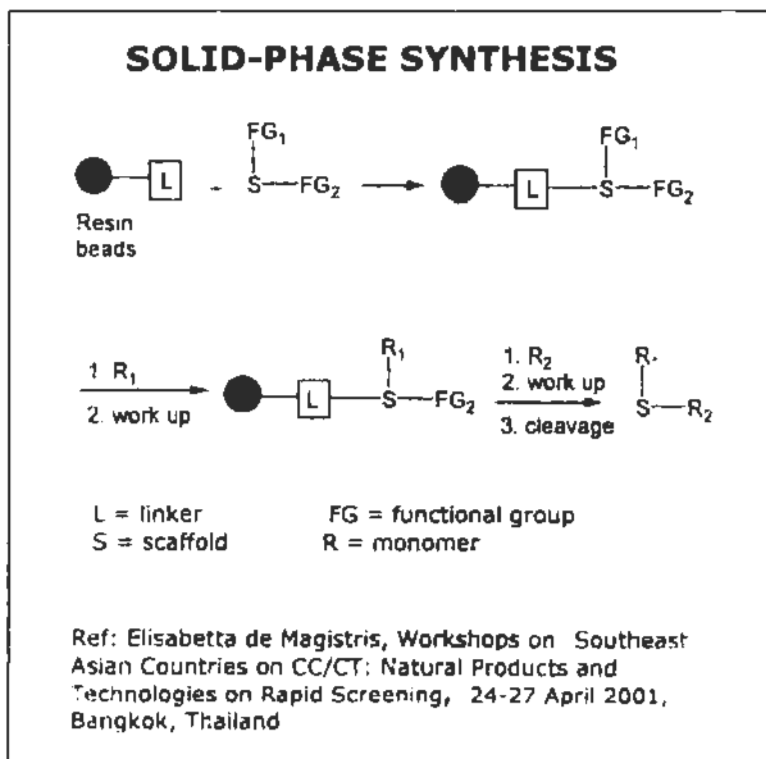 SOLID-PHASE SYNTHESIS
FG₁ FG₁
L - S—FG₂ L S FG₂
Resin
beads
1. R₁ R₁ 1. R₂ R.
2. work up L S—FG₂ 2. work up S—R₂
3. cleavage
L = linker FG = functional group
S = scaffold R = monomer
Ref: Elisabetta de Magistris, Workshops on Southeast
Asian Countries on CC/CT: Natural Products and
Technologies on Rapid Screening, 24-27 April 2001,
Bangkok, Thailand